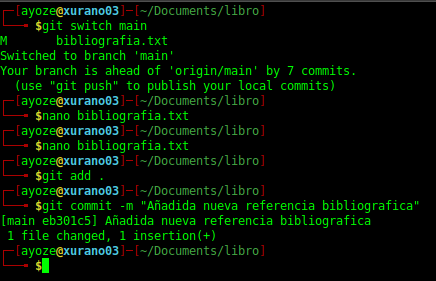 ┌─[ayoze@xurano03]─[~/Documents/libro]
└──╼ $git switch main
M       bibliografia.txt
Switched to branch 'main'
Your branch is ahead of 'origin/main' by 7 commits.
  (use "git push" to publish your local commits)
┌─[ayoze@xurano03]─[~/Documents/libro]
└──╼ $nano bibliografia.txt
┌─[ayoze@xurano03]─[~/Documents/libro]
└──╼ $nano bibliografia.txt
┌─[ayoze@xurano03]─[~/Documents/libro]
└──╼ $git add .
┌─[ayoze@xurano03]─[~/Documents/libro]
└──╼ $git commit -m "Añadida nueva referencia bibliografica"
[main eb301c5] Añadida nueva referencia bibliografica
 1 file changed, 1 insertion(+)
┌─[ayoze@xurano03]─[~/Documents/libro]
└──╼ $